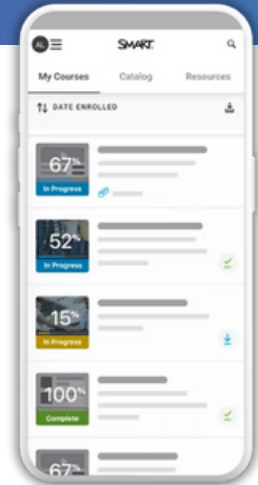 AL SMART
My Courses Catalog Resources
DATE ENROLLED
67%
In Progress
52%
In Progress
15%
In Progress
100%
Complete
67%